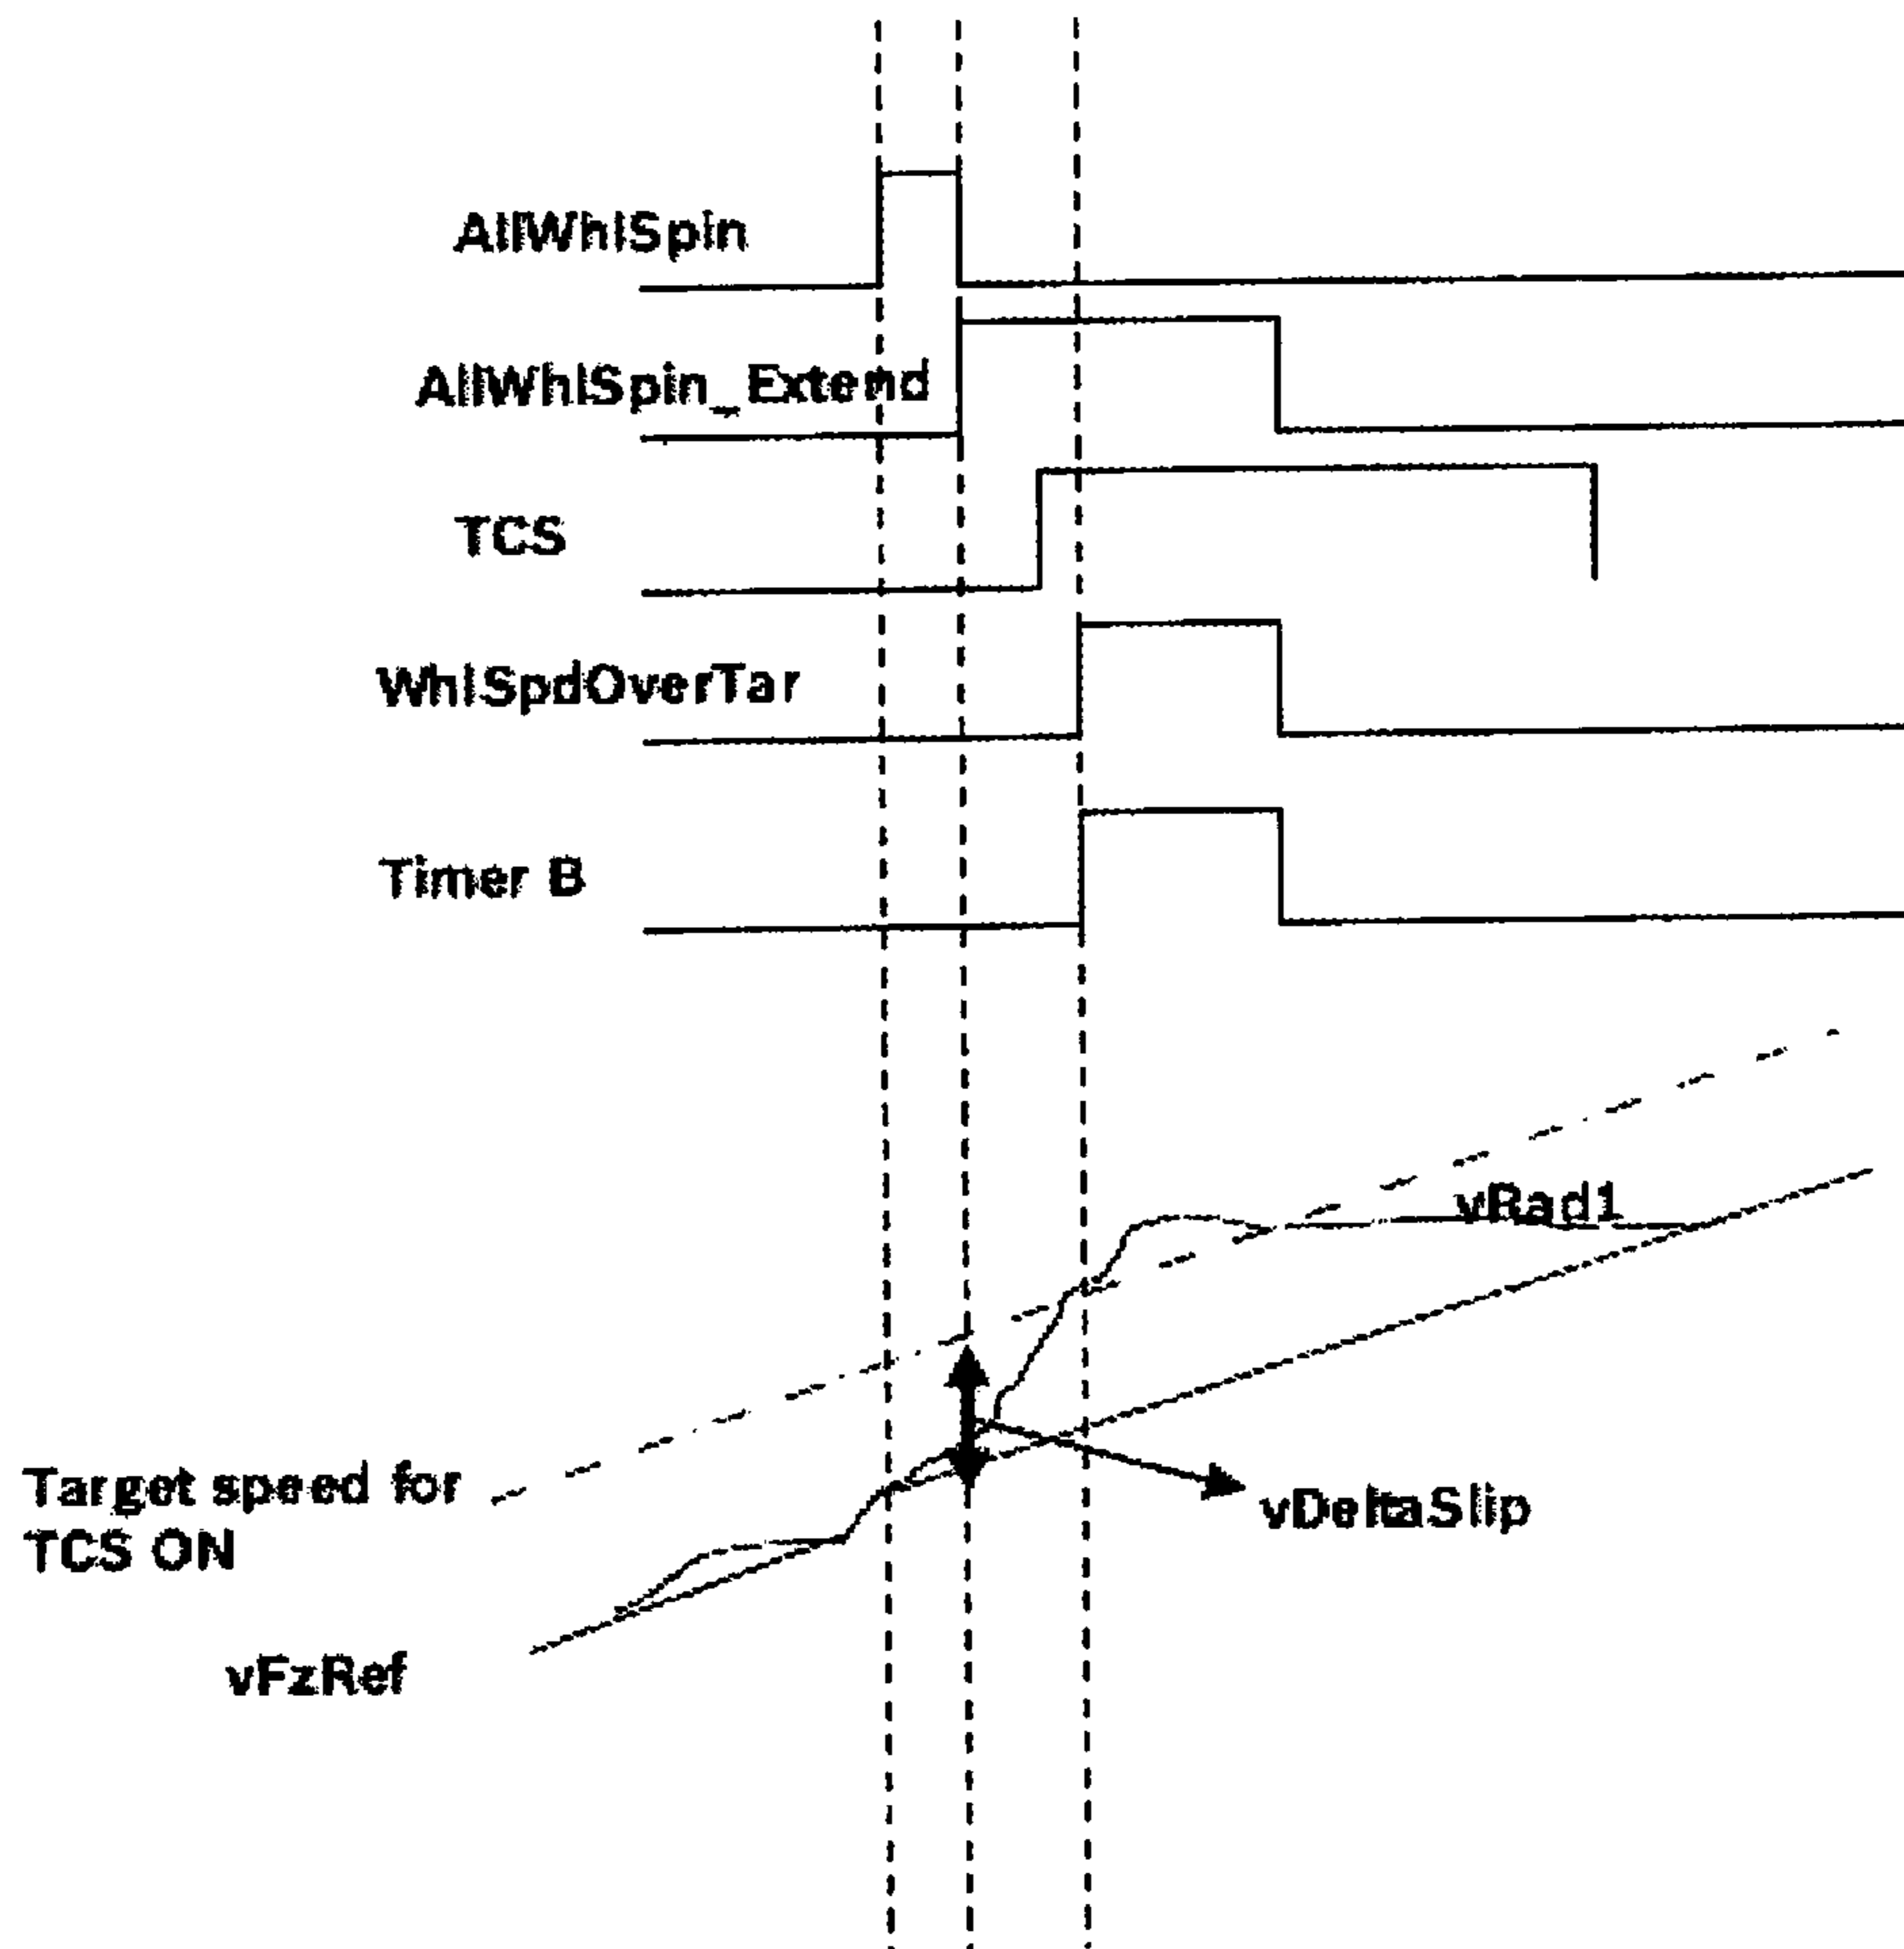 AllWhlSpin
AllWhlSpin_Extend
TCS
WhlSpdOverTar
Timer B
vRad1
Target speed for
TCS ON
vDeltaSlip
vFzRef